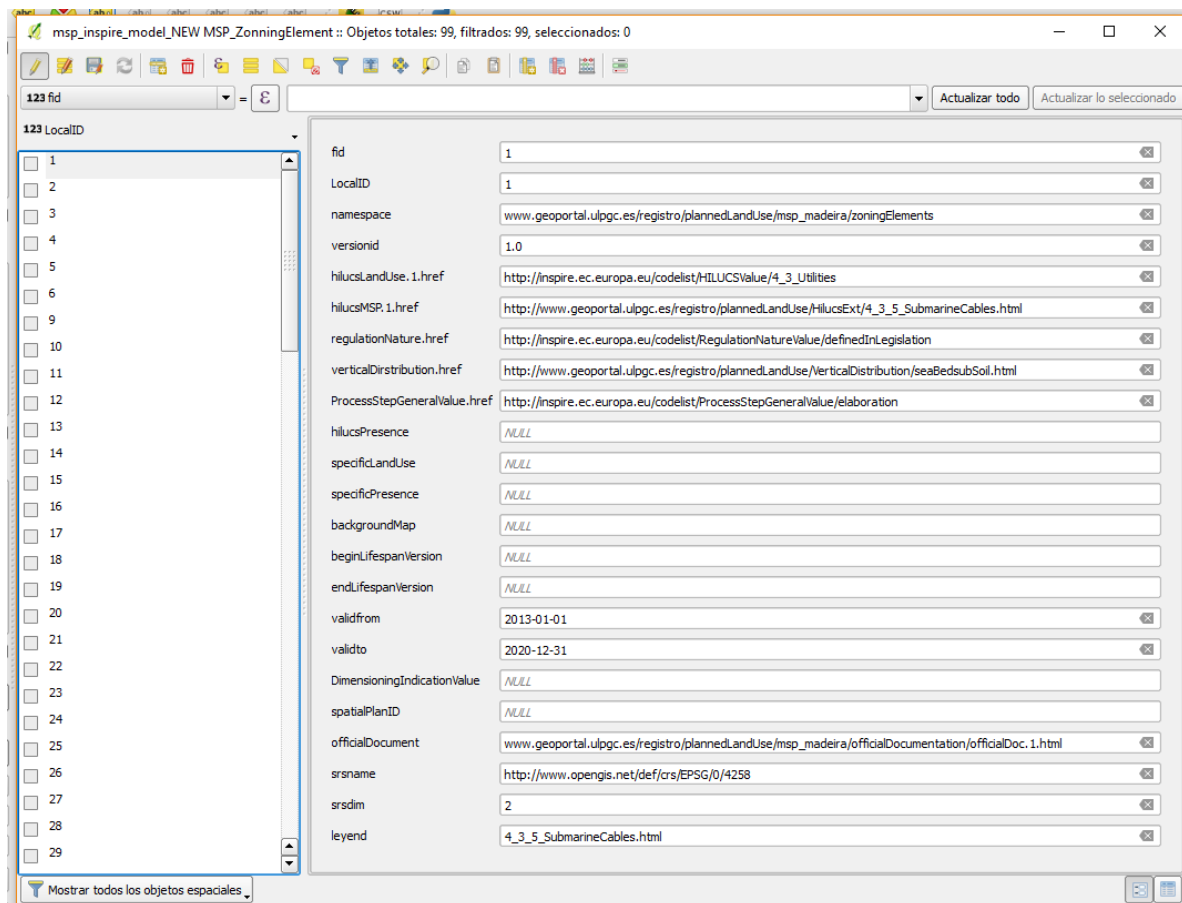 msp_inspire_model_NEW MSP_ZonningElement :: Objetos totales: 99, filtrados: 99, seleccionados: 0
123 fid = ε Actualizar todo Actualizar lo seleccionado
123 LocalID
1
2
3
4
5
6
9
10
11
12
13
14
15
16
17
18
19
20
21
22
23
24
25
26
27
28
29
fid 1
LocalID 1
namespace www.geoportal.ulpgc.es/registro/plannedLandUse/msp_madeira/zoningElements
versionid 1.0
hilucsLandUse.1.href http://inspire.ec.europa.eu/codelist/HILUCSValue/4_3_Utilities
hilucsMSP.1.href http://www.geoportal.ulpgc.es/registro/plannedLandUse/HilucsExt/4_3_5_SubmarineCables.html
regulationNature.href http://inspire.ec.europa.eu/codelist/RegulationNatureValue/definedInLegislation
verticalDirstribution.href http://www.geoportal.ulpgc.es/registro/plannedLandUse/VerticalDistribution/seaBedsubSoil.html
ProcessStepGeneralValue.href http://inspire.ec.europa.eu/codelist/ProcessStepGeneralValue/elaboration
hilucsPresence NULL
specificLandUse NULL
specificPresence NULL
backgroundMap NULL
beginLifespanVersion NULL
endLifespanVersion NULL
validfrom 2013-01-01
validto 2020-12-31
DimensioningIndicationValue NULL
spatialPlanID NULL
officialDocument www.geoportal.ulpgc.es/registro/plannedLandUse/msp_madeira/officialDocumentation/officialDoc.1.html
srsname http://www.opengis.net/def/crs/EPSG/0/4258
srsdim 2
leyend 4_3_5_SubmarineCables.html
Mostrar todos los objetos espaciales